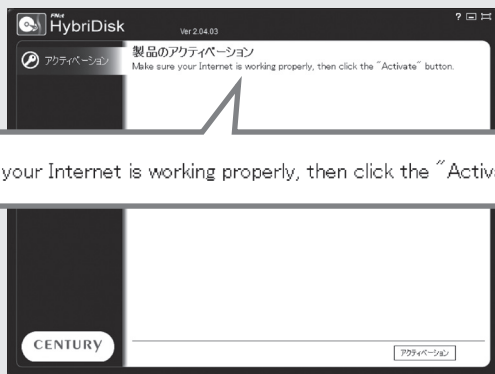 FNet
HybriDisk
Ver 2.04.03
?
アクティベーション
製品のアクティベーション
Make sure your Internet is working properly, then click the ˝Activate˝ button.
your Internet is working properly, then click the ˝Activ
CENTURY
アクティベーション